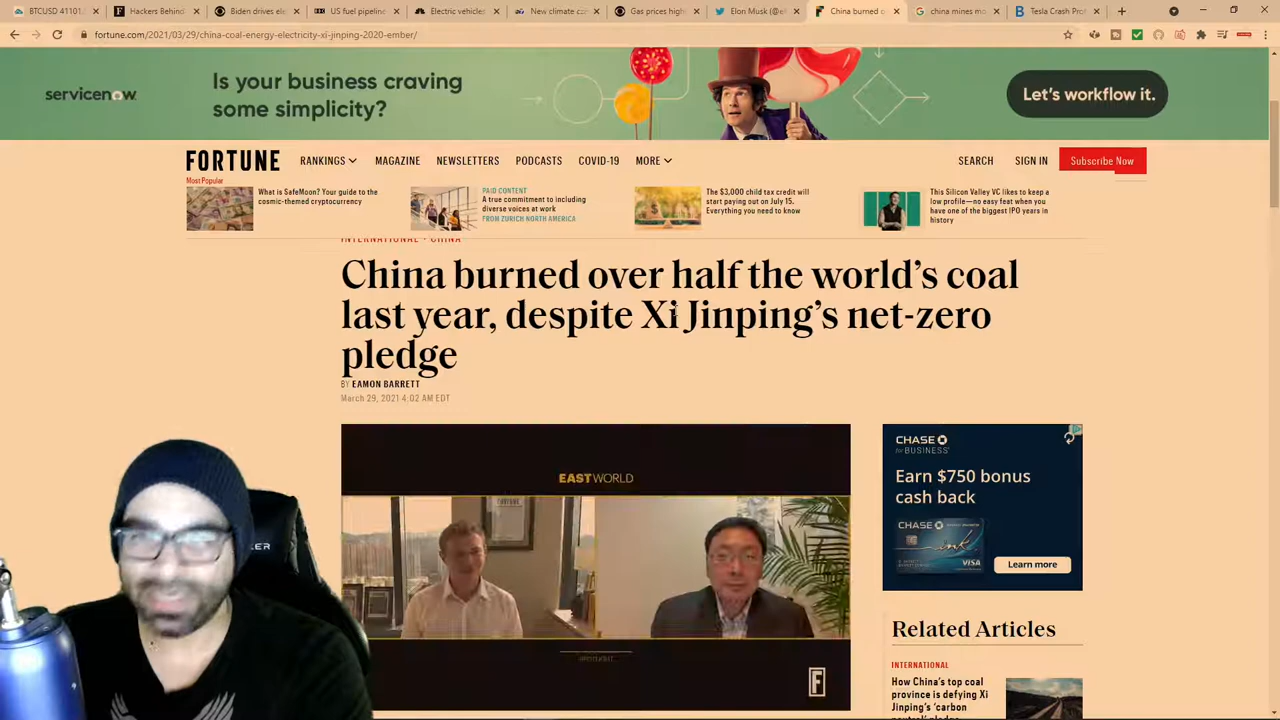 BTCUSD 41101.
Hackers Behind
Biden drives ele
US fuel pipeline
Electric vehicles
New climate ca
Gas prices high
Elon Musk (@el
China burned o
china mines mo
Tesla Crash Pro
fortune.com/2021/03/29/china-coal-energy-electricity-xi-jinping-2020-ember/
servicenow
Is your business craving
some simplicity?
Let's workflow it.
FORTUNE
RANKINGS
MAGAZINE
NEWSLETTERS
PODCASTS
COVID-19
MORE
SEARCH
SIGN IN
Subscribe Now
Most Popular
What is SafeMoon? Your guide to the
cosmic-themed cryptocurrency
PAID CONTENT
A true commitment to including
diverse voices at work
FROM ZURICH NORTH AMERICA
The $3,000 child tax credit will
start paying out on July 15.
Everything you need to know
This Silicon Valley VC likes to keep a
low profile—no easy feat when you
have one of the biggest IPO years in
history
INTERNATIONAL · CHINA
China burned over half the world's coal
last year, despite Xi Jinping's net-zero
pledge
BY EAMON BARRETT
March 29, 2021 4:02 AM EDT
EASTWORLD
FORTUNE
SPOTLIGHT
F
CHASE
for BUSINESS
Earn $750 bonus
cash back
CHASE
ink
VISA
Learn more
Related Articles
INTERNATIONAL
How China's top coal
province is defying Xi
Jinping's 'carbon
neutral' pledge